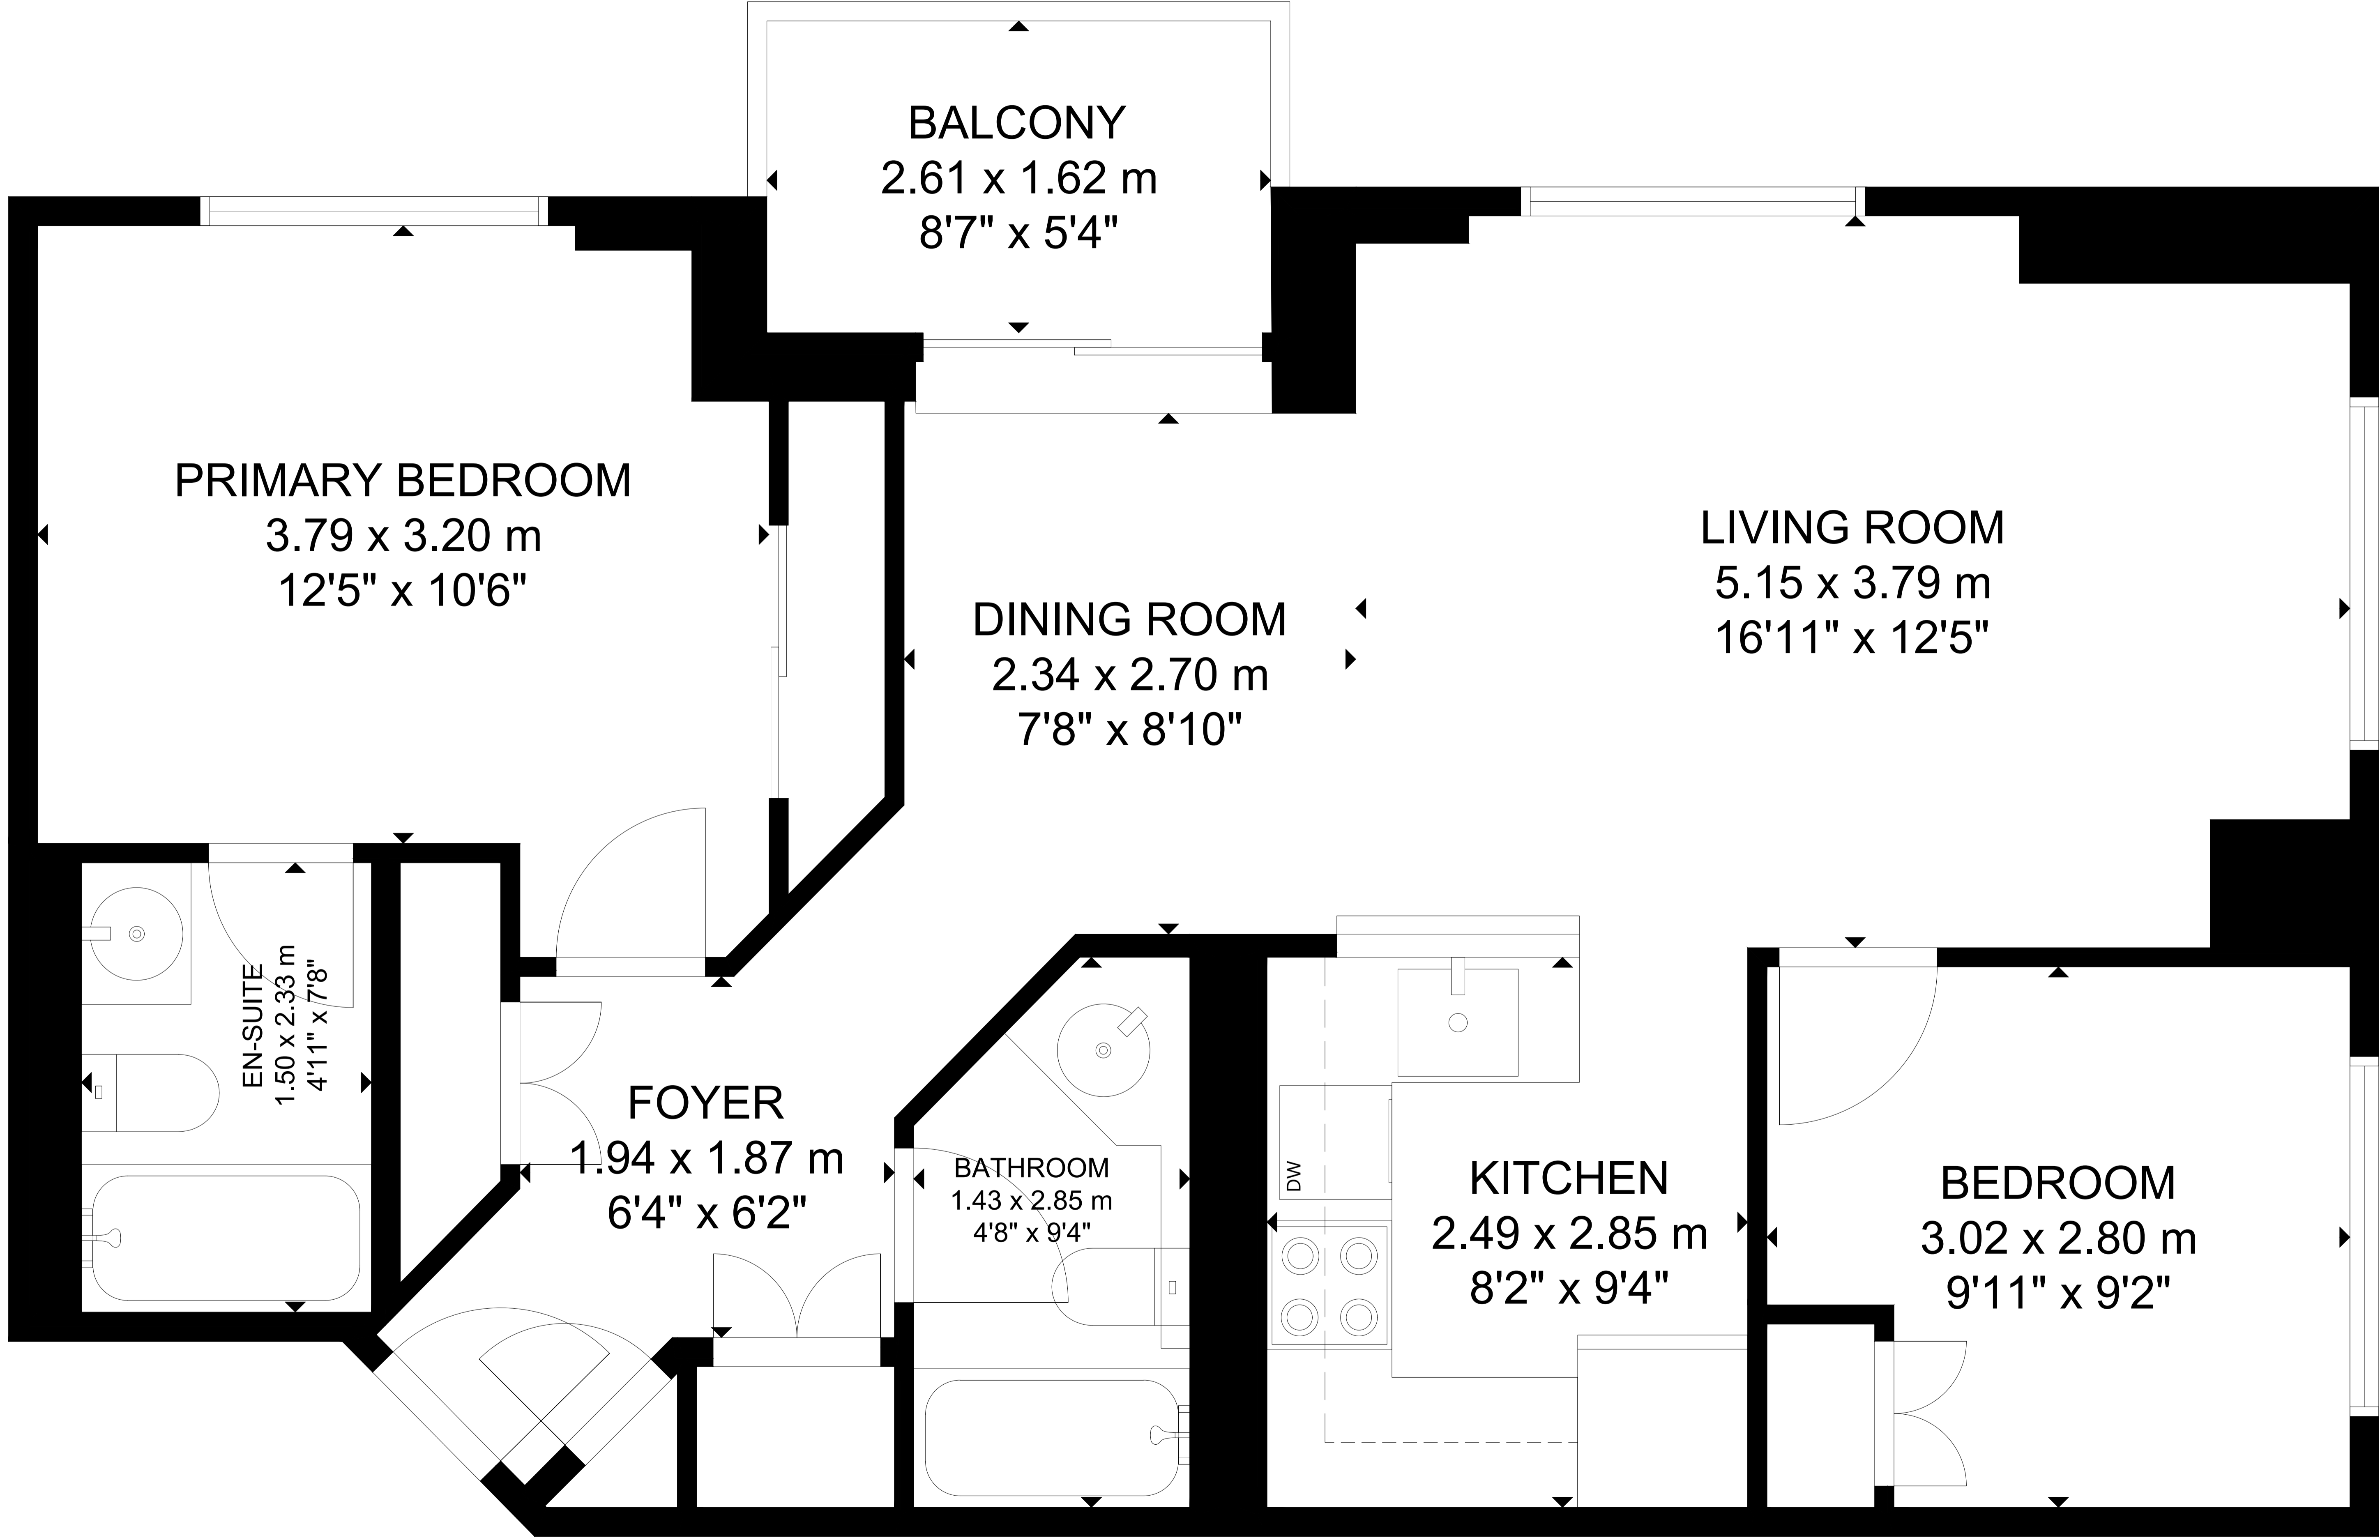 BALCONY
2.61 x 1.62 m
8'7" x 5'4"
PRIMARY BEDROOM
3.79 x 3.20 m
12'5" x 10'6"
LIVING ROOM
5.15 x 3.79 m
16'11" x 12'5"
DINING ROOM
2.34 x 2.70 m
7'8" x 8'10"
EN-SUITE
1.50 x 2.33 m
4'11" x 7'8"
FOYER
1.94 x 1.87 m
6'4" x 6'2"
BATHROOM
1.43 x 2.85 m
4'8" x 9'4"
DW
KITCHEN
2.49 x 2.85 m
8'2" x 9'4"
BEDROOM
3.02 x 2.80 m
9'11" x 9'2"